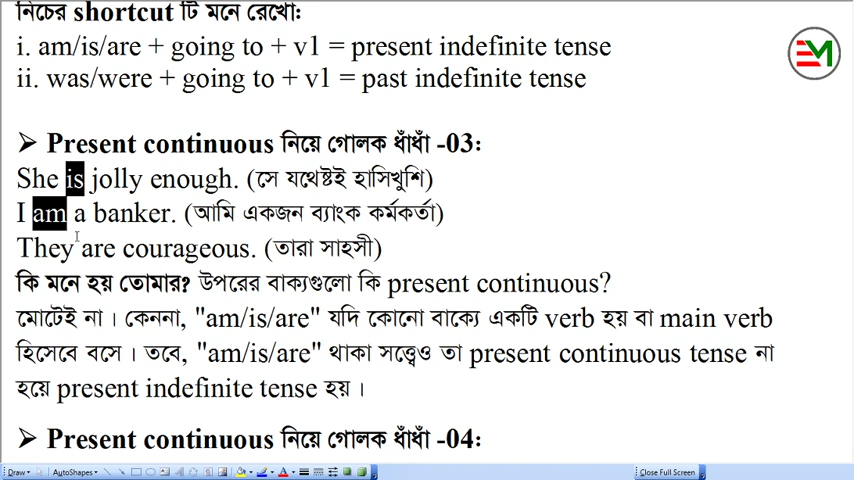 নিচের shortcut টি মনে রেখো:
i. am/is/are + going to + v1 = present indefinite tense
ii. was/were + going to + v1 = past indefinite tense
EM
➢ Present continuous নিয়ে গোলক ধাঁধাঁ -03:
She is jolly enough. (সে যথেষ্টই হাসিখুশি)
I am a banker. (আমি একজন ব্যাংক কর্মকর্তা)
They are courageous. (তারা সাহসী)
কি মনে হয় তোমার? উপরের বাক্যগুলো কি present continuous?
মোটেই না। কেননা, "am/is/are" যদি কোনো বাক্যে একটি verb হয় বা main verb
হিসেবে বসে। তবে, "am/is/are" থাকা সত্ত্বেও তা present continuous tense না
হয়ে present indefinite tense হয়।
➢ Present continuous নিয়ে গোলক ধাঁধাঁ -04:
Draw AutoShapes Close Full Screen